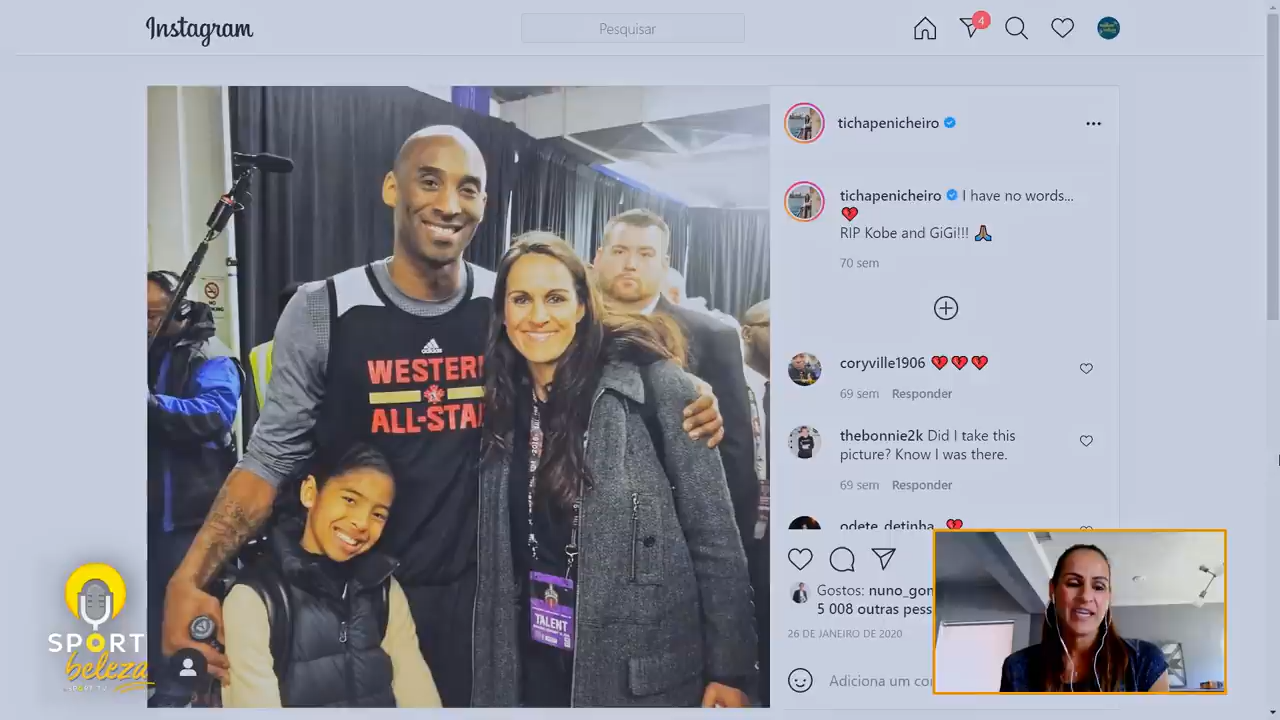 Instagram
Pesquisar
4
tichapenicheiro
tichapenicheiro I have no words...
RIP Kobe and GiGi!!!
70 sem
coryville1906
69 sem Responder
thebonnie2k Did I take this
picture? Know I was there.
69 sem Responder
odete_detinha
Gostos: nuno_gon
5 008 outras pess
26 DE JANEIRO DE 2020
Adiciona um co
adidas
WESTER
ALL-STA
TALENT
SPORT
beleza